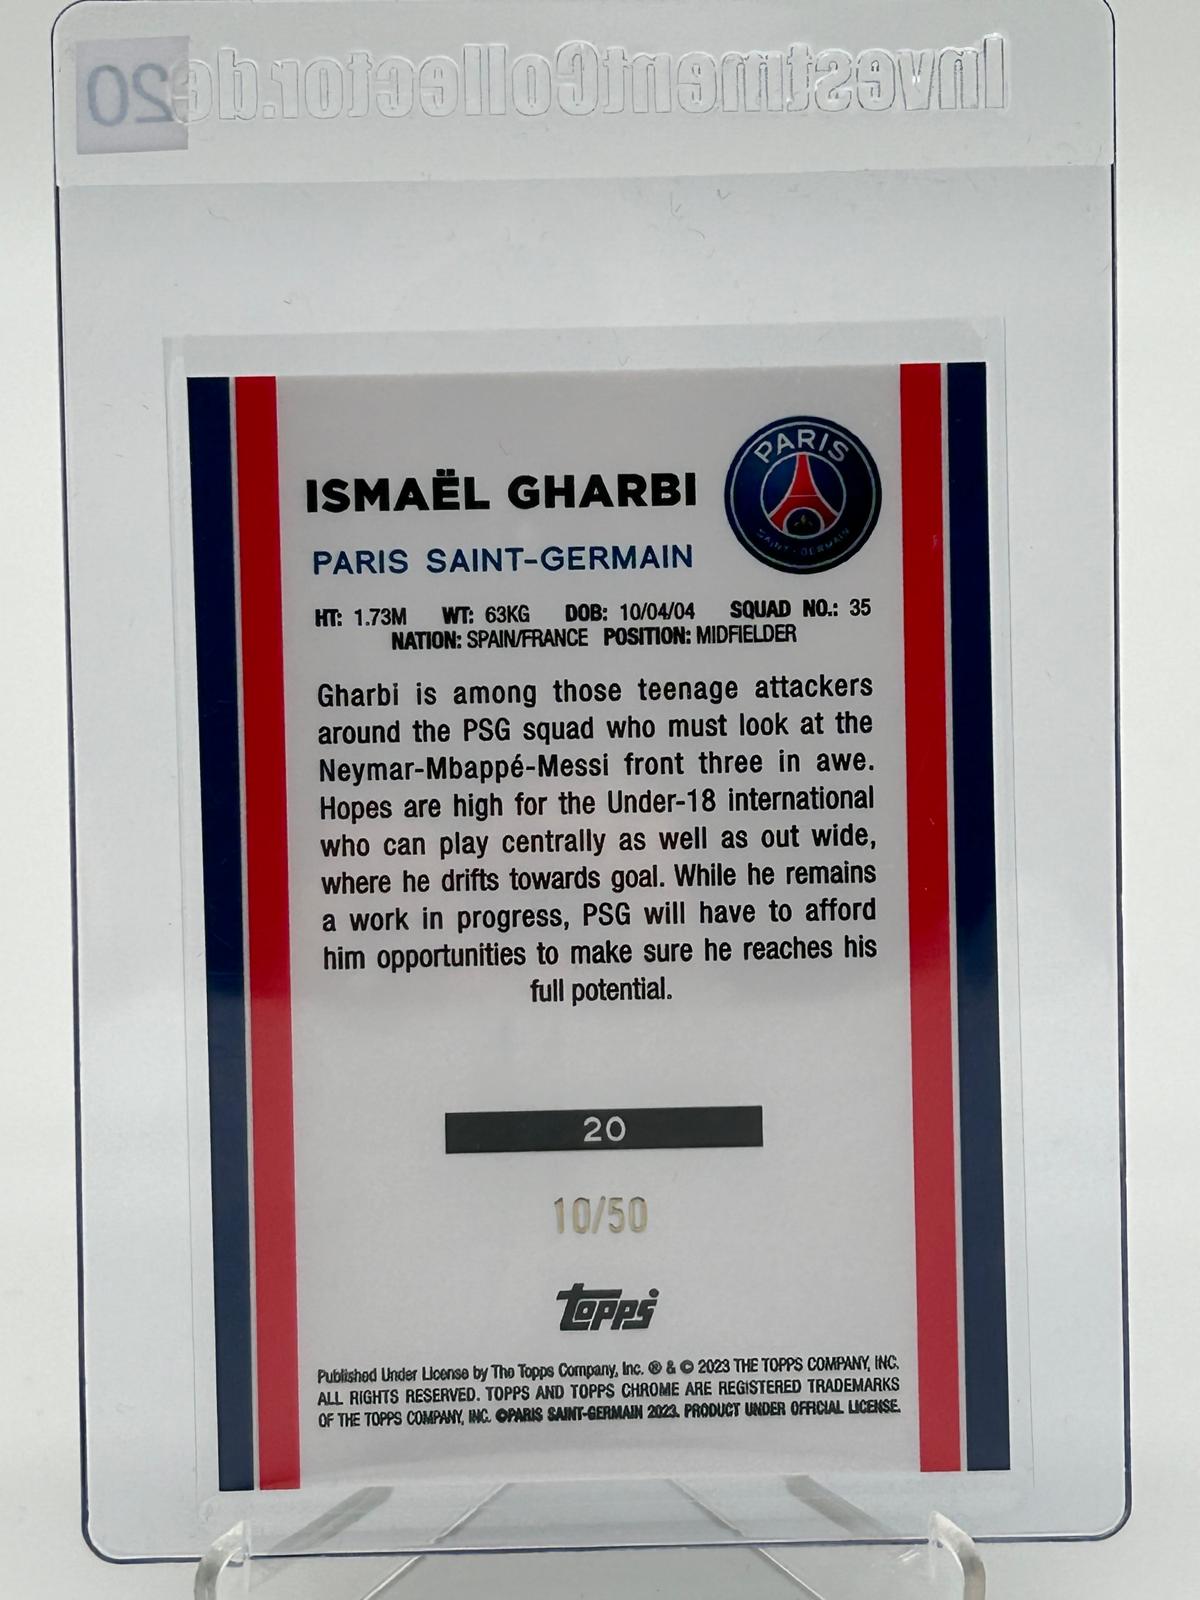 InvestmentCollector.de
20
ISMAËL GHARBI
PARIS
SAINT-GERMAIN
PARIS SAINT-GERMAIN
HT: 1.73M WT: 63KG DOB: 10/04/04 SQUAD NO.: 35
NATION: SPAIN/FRANCE POSITION: MIDFIELDER
Gharbi is among those teenage attackers
around the PSG squad who must look at the
Neymar-Mbappé-Messi front three in awe.
Hopes are high for the Under-18 international
who can play centrally as well as out wide,
where he drifts towards goal. While he remains
a work in progress, PSG will have to afford
him opportunities to make sure he reaches his
full potential.
20
10/50
Topps
Published Under License by The Topps Company, Inc. ® & © 2023 THE TOPPS COMPANY, INC.
ALL RIGHTS RESERVED. TOPPS AND TOPPS CHROME ARE REGISTERED TRADEMARKS
OF THE TOPPS COMPANY, INC. ©PARIS SAINT-GERMAIN 2023. PRODUCT UNDER OFFICIAL LICENSE.